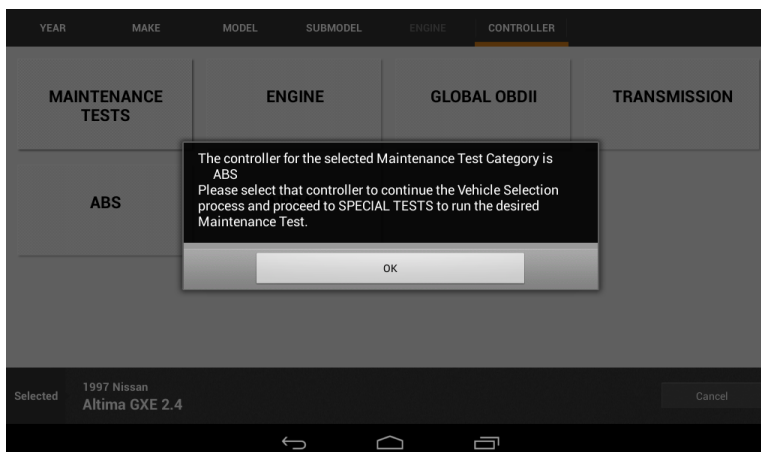 YEAR MAKE MODEL SUBMODEL ENGINE CONTROLLER
MAINTENANCE TESTS
ENGINE
GLOBAL OBDII
TRANSMISSION
ABS
The controller for the selected Maintenance Test Category is
ABS
Please select that controller to continue the Vehicle Selection
process and proceed to SPECIAL TESTS to run the desired
Maintenance Test.
OK
Selected
1997 Nissan
Altima GXE 2.4
Cancel